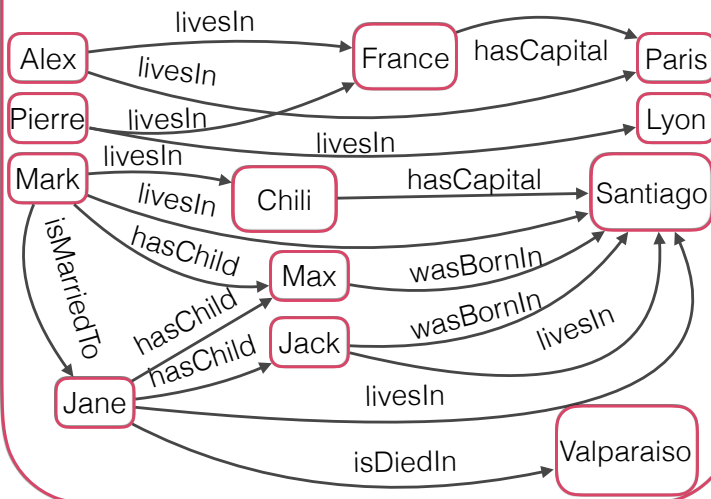 livesIn
Alex
France
hasCapital
Paris
livesIn
Pierre
livesIn
Lyon
livesIn
Mark
livesIn
Chili
hasCapital
Santiago
livesIn
isMarriedTo
hasChild
Max
wasBornIn
hasChild
wasBornIn
Jack
livesIn
hasChild
Jane
livesIn
Valparaiso
isDiedIn